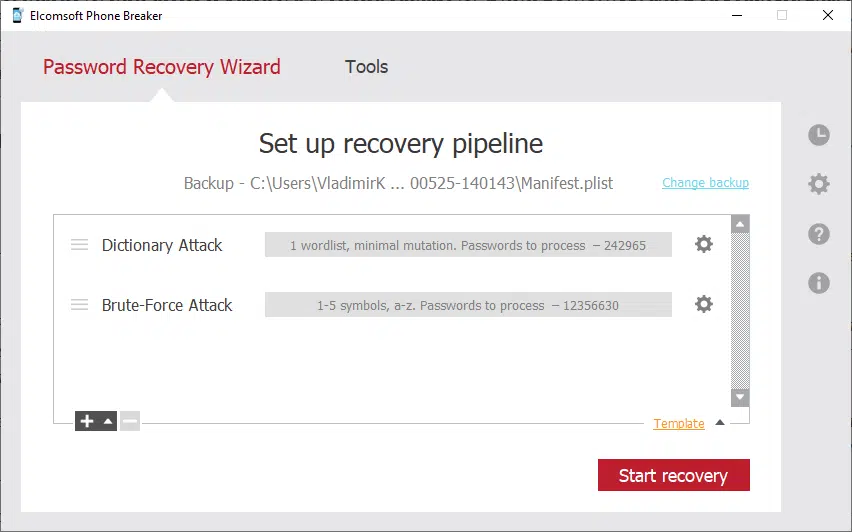 Elcomsoft Phone Breaker
Password Recovery Wizard Tools
Set up recovery pipeline
Backup - C:\Users\VladimirK ... 00525-140143\Manifest.plist Change backup
Dictionary Attack 1 wordlist, minimal mutation. Passwords to process – 242965
Brute-Force Attack 1-5 symbols, a-z. Passwords to process – 12356630
Template
Start recovery